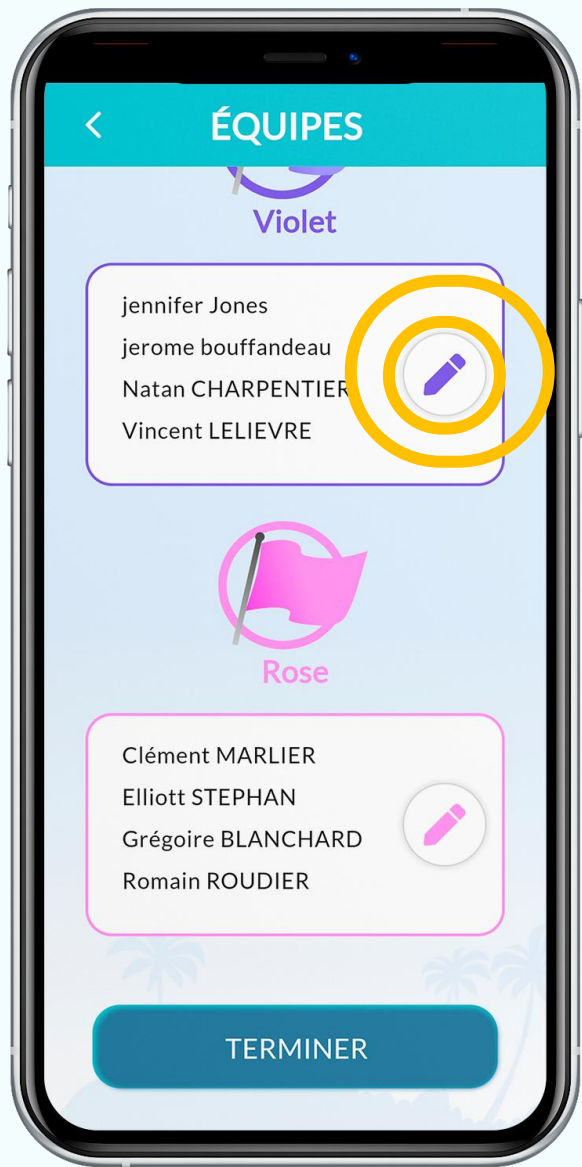 ÉQUIPES
Violet
jennifer Jones
jerome bouffandeau
Natan CHARPENTIER
Vincent LELIEVRE
Rose
Clément MARLIER
Elliott STEPHAN
Grégoire BLANCHARD
Romain ROUDIER
TERMINER